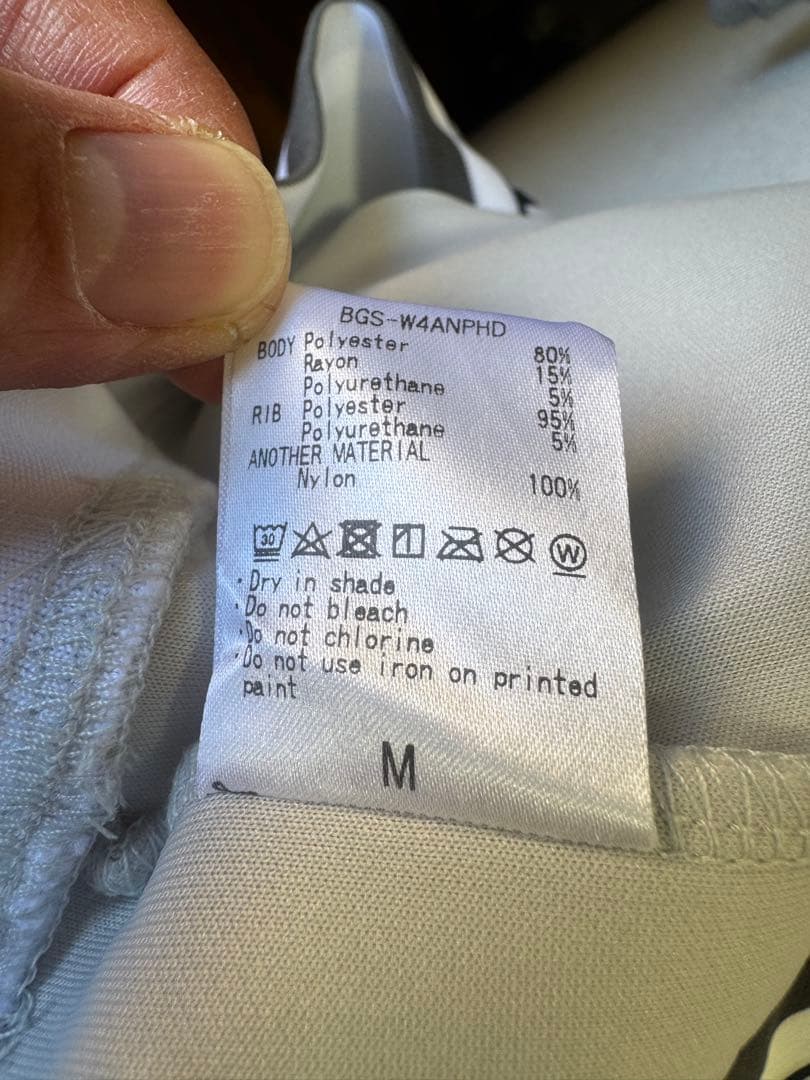 BGS-W4ANPHD
BODY Polyester 80%
Rayon 15%
Polyurethane 5%
RIB Polyester 95%
Polyurethane 5%
ANOTHER MATERIAL
Nylon 100%
30 W
・Dry in shade
・Do not bleach
・Do not chlorine
・Do not use iron on printed
paint
M